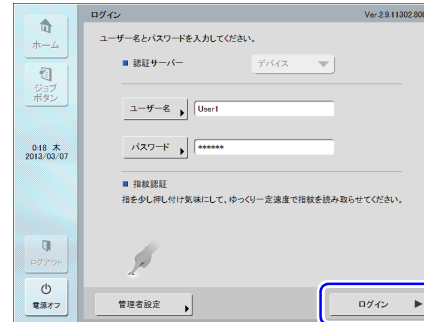 ログイン
Ver.2.9.11302.800
ホーム
ユーザー名とパスワードを入力してください。
認証サーバー
デバイス
ジョブ
ボタン
ユーザー名
User1
0:18 木
2013/03/07
パスワード
******
指紋認証
指を少し押し付け気味にして、ゆっくり一定速度で指紋を読み取らせてください。
ログアウト
電源オフ
管理者設定
ログイン